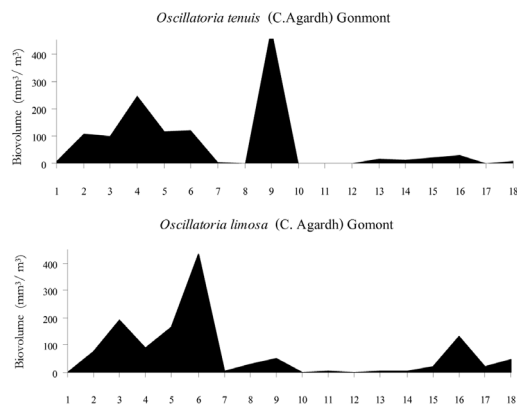 Oscillatoria tenuis (C.Agardh) Gonmont
Biovolume (mm³/ m³)
400
300
200
100
0
1 2 3 4 5 6 7 8 9 10 11 12 13 14 15 16 17 18
Oscillatoria limosa (C. Agardh) Gomont
Biovolume (mm³/ m³)
400
300
200
100
0
1 2 3 4 5 6 7 8 9 10 11 12 13 14 15 16 17 18